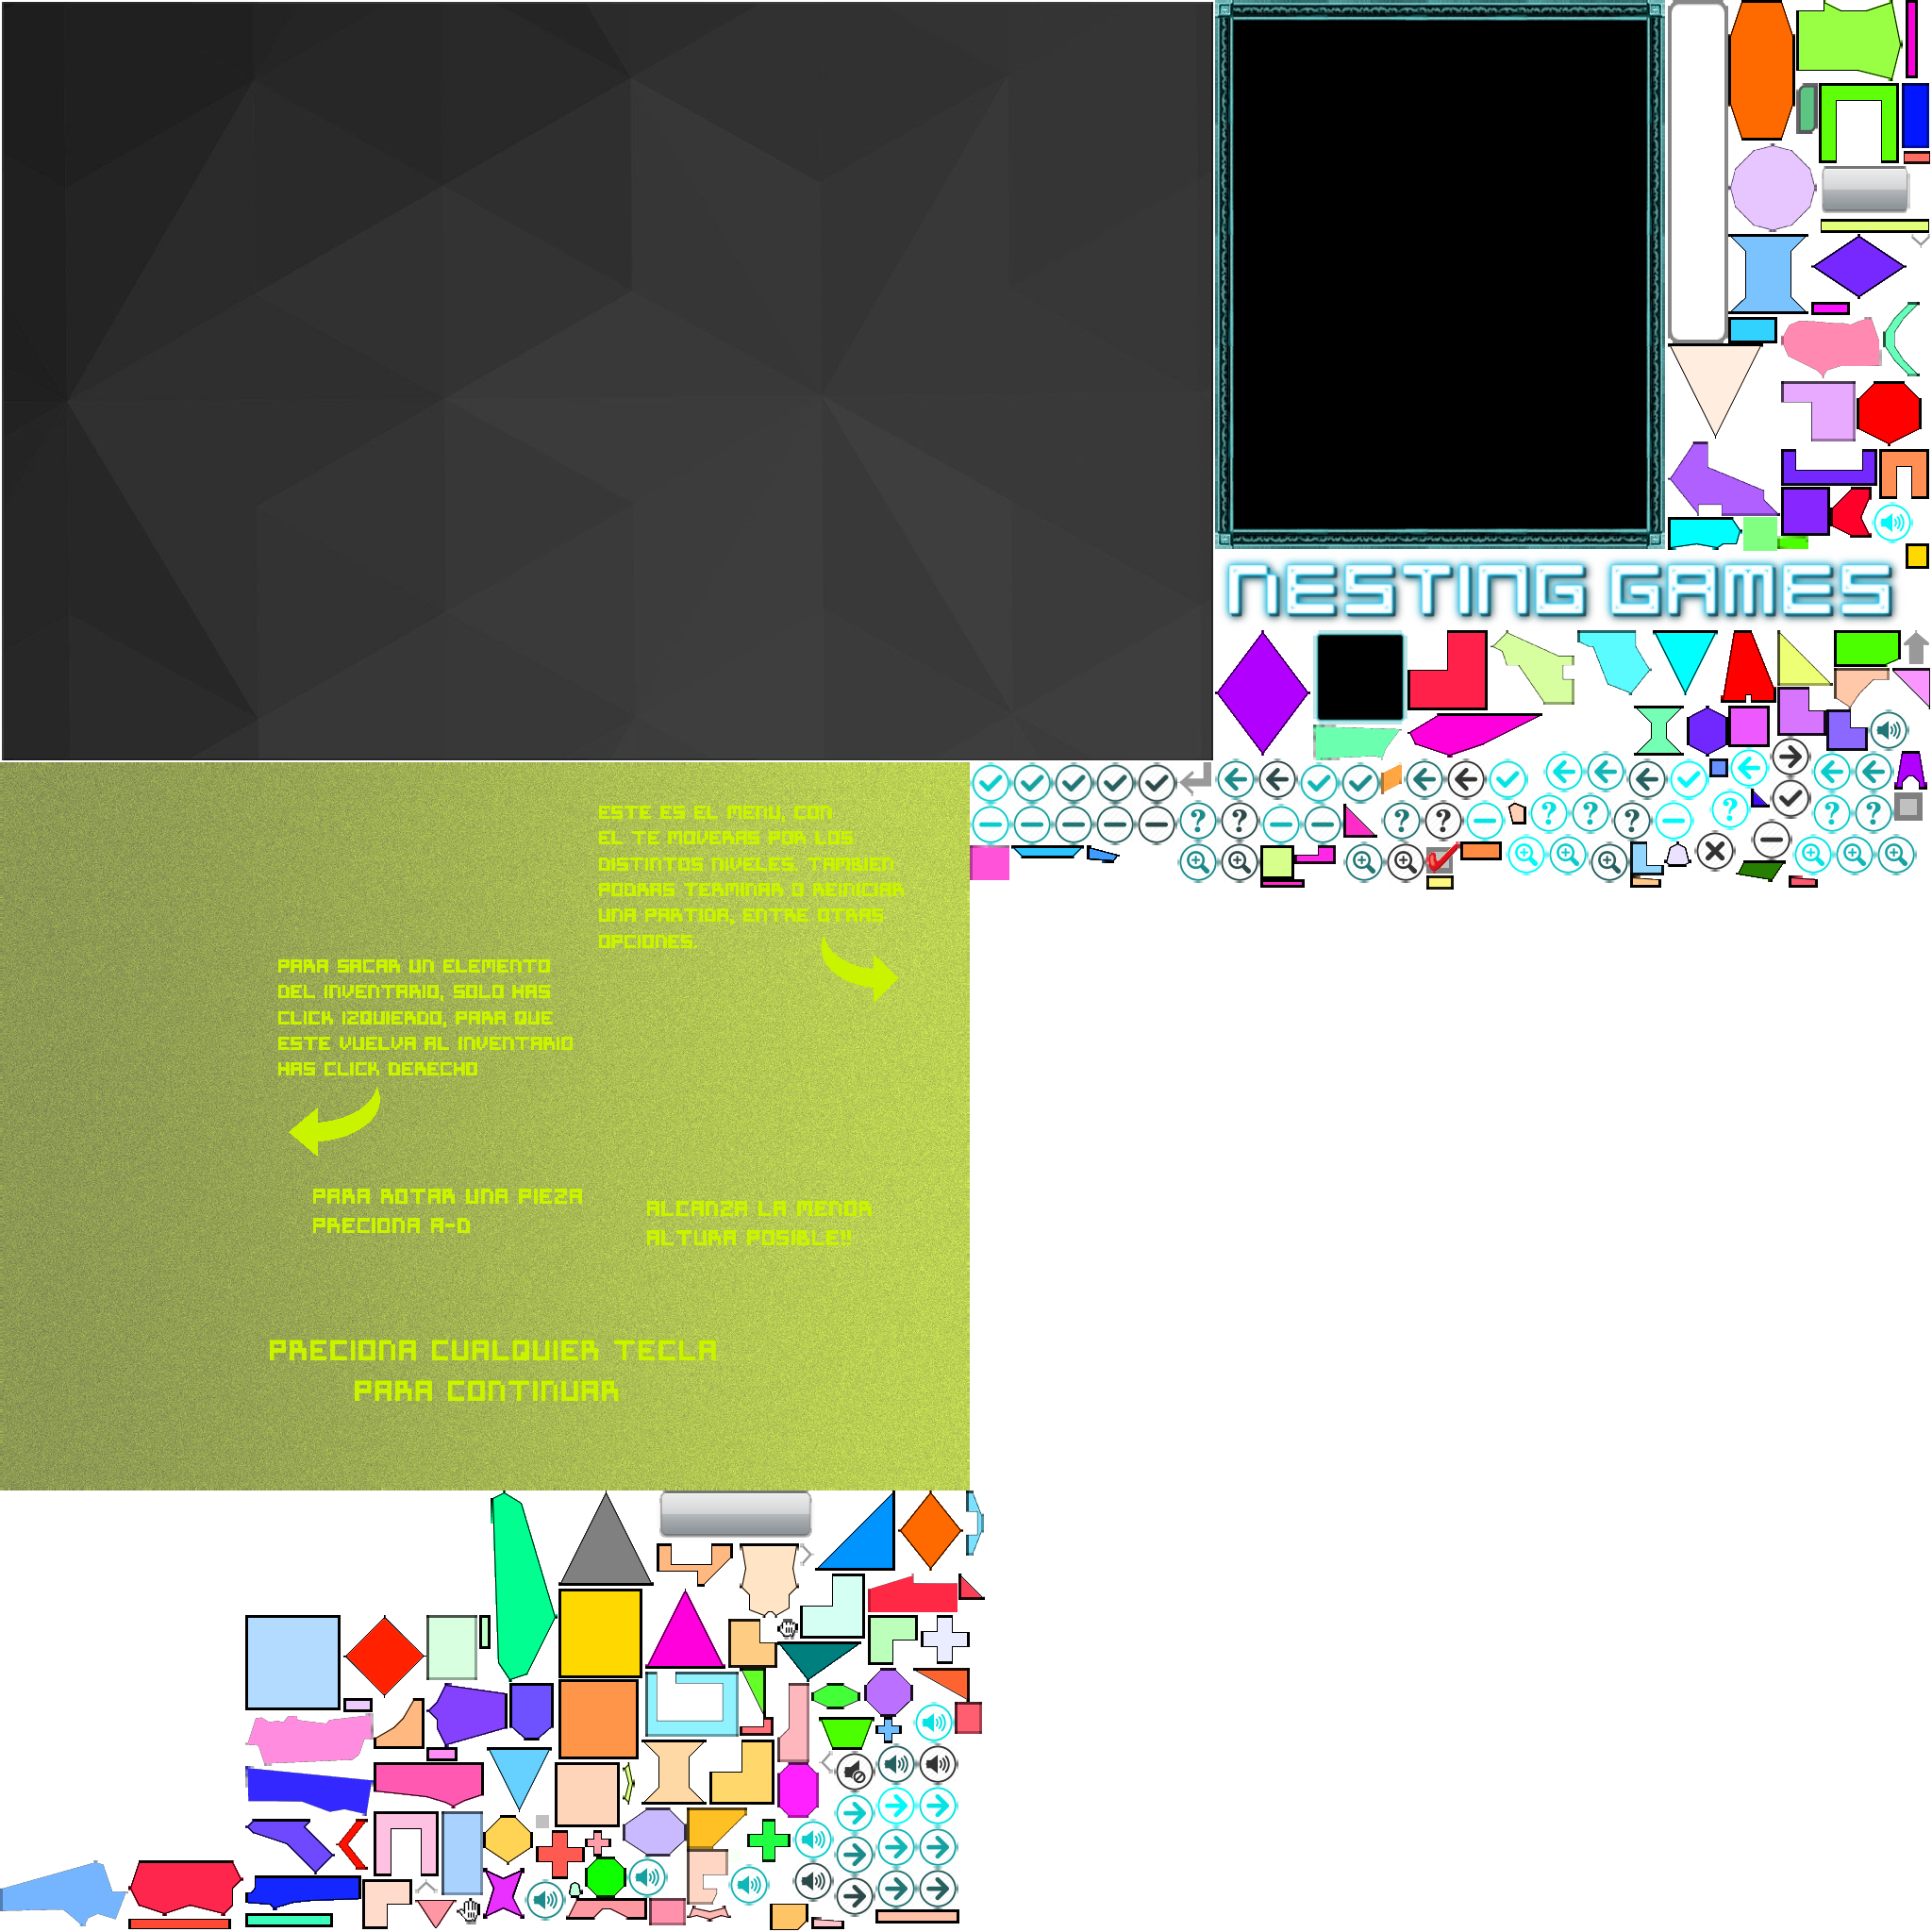 NESTING GAMES
ESTE ES EL MENU, CON
EL TE MOVERAS POR LOS
DISTINTOS NIVELES. TAMBIEN
PODRAS TERMINAR O REINICIAR
UNA PARTIDA, ENTRE OTRAS
OPCIONES.
PARA SACAR UN ELEMENTO
DEL INVENTARIO, SOLO HAS
CLICK IZQUIERDO, PARA QUE
ESTE VUELVA AL INVENTARIO
HAS CLICK DERECHO
PARA ROTAR UNA PIEZA
PRECIONA A-D
ALCANZA LA MENOR
ALTURA POSIBLE!!
PRECIONA CUALQUIER TECLA
PARA CONTINUAR